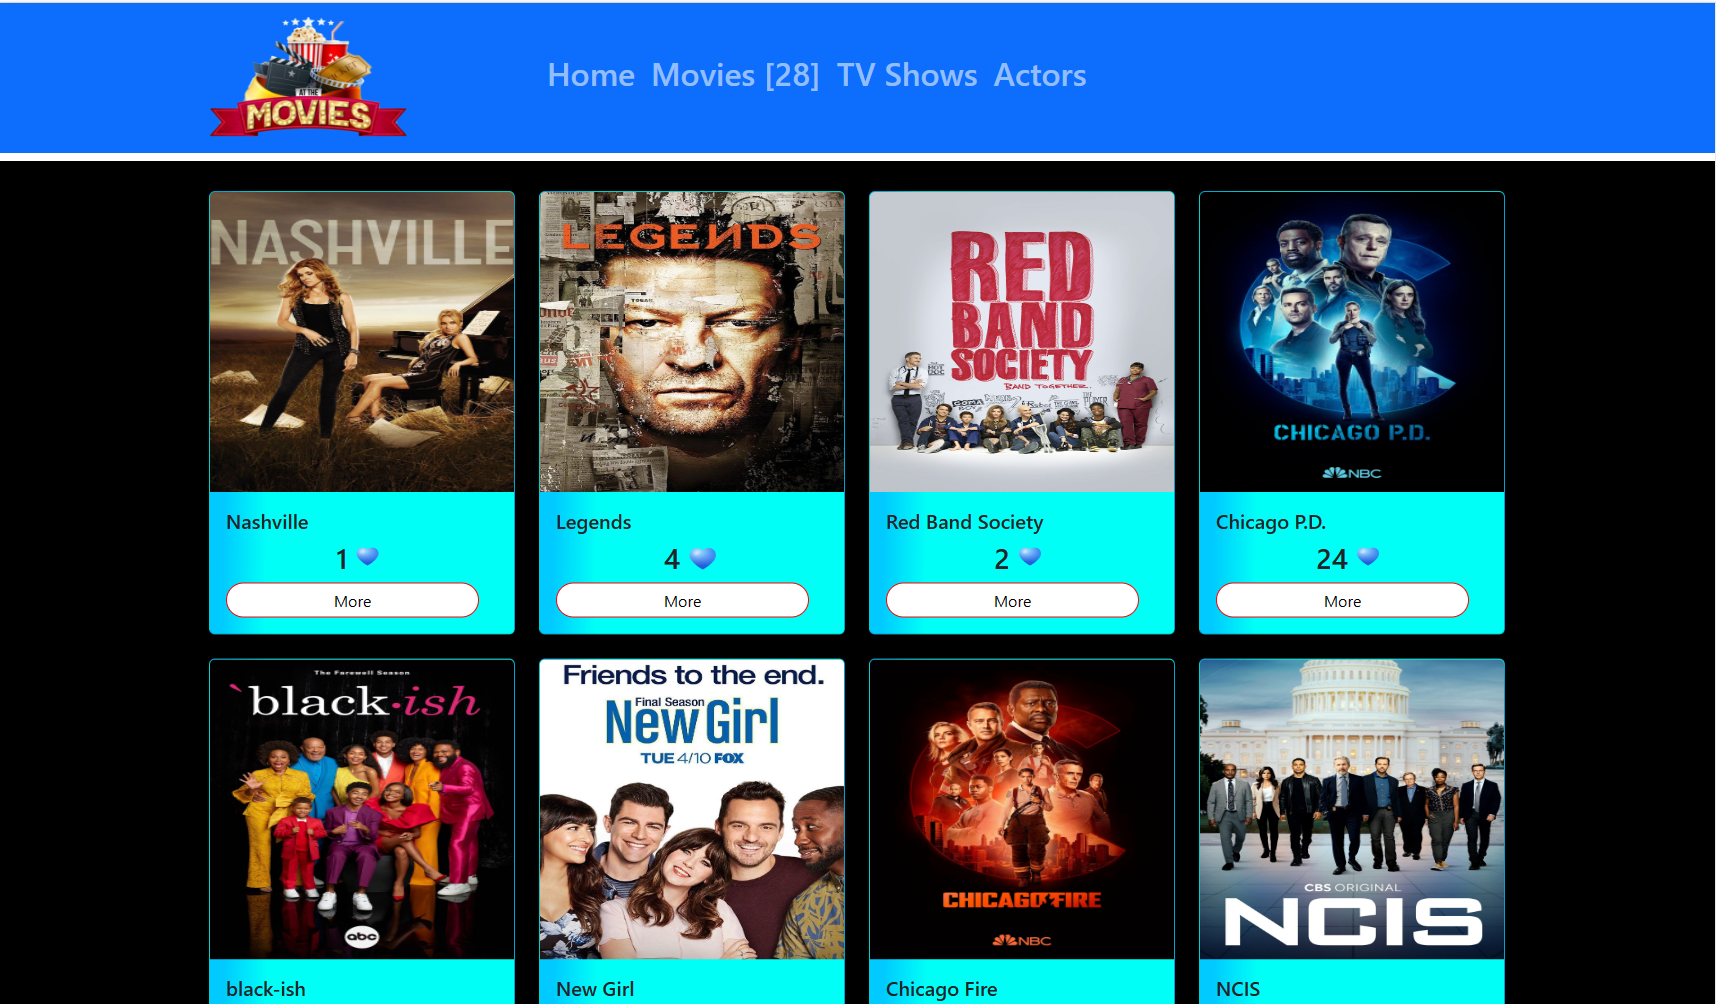 AT THE
MOVIES
Home Movies [28] TV Shows Actors
NASHVILLE
LEGENDS
RED
BAND
SOCIETY
BAND TOGETHER..
CHICAGO P.D.
NBC
Nashville
Legends
Red Band Society
Chicago P.D.
1
4
2
24
More
More
More
More
The Farewell Season
`black·ish
abc
Friends to the end.
Final Season
New Girl
TUE 4/10 FOX
CHICAGO FIRE
NBC
CBS ORIGINAL
NCIS
black-ish
New Girl
Chicago Fire
NCIS